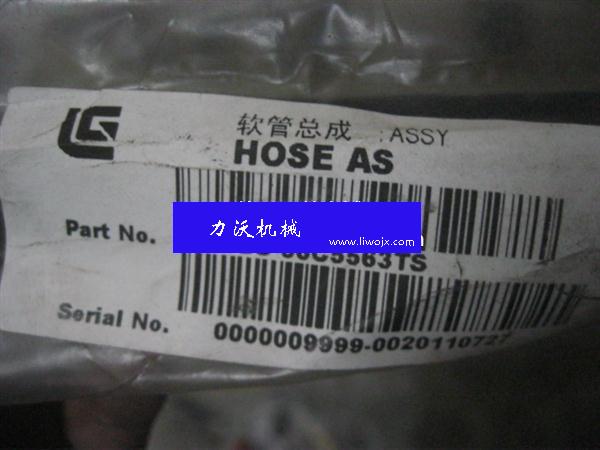 软管总成 :ASSY
HOSE AS
力沃机械
www.liwojx.com
Part No.
Serial No.
0000009999-0020110727